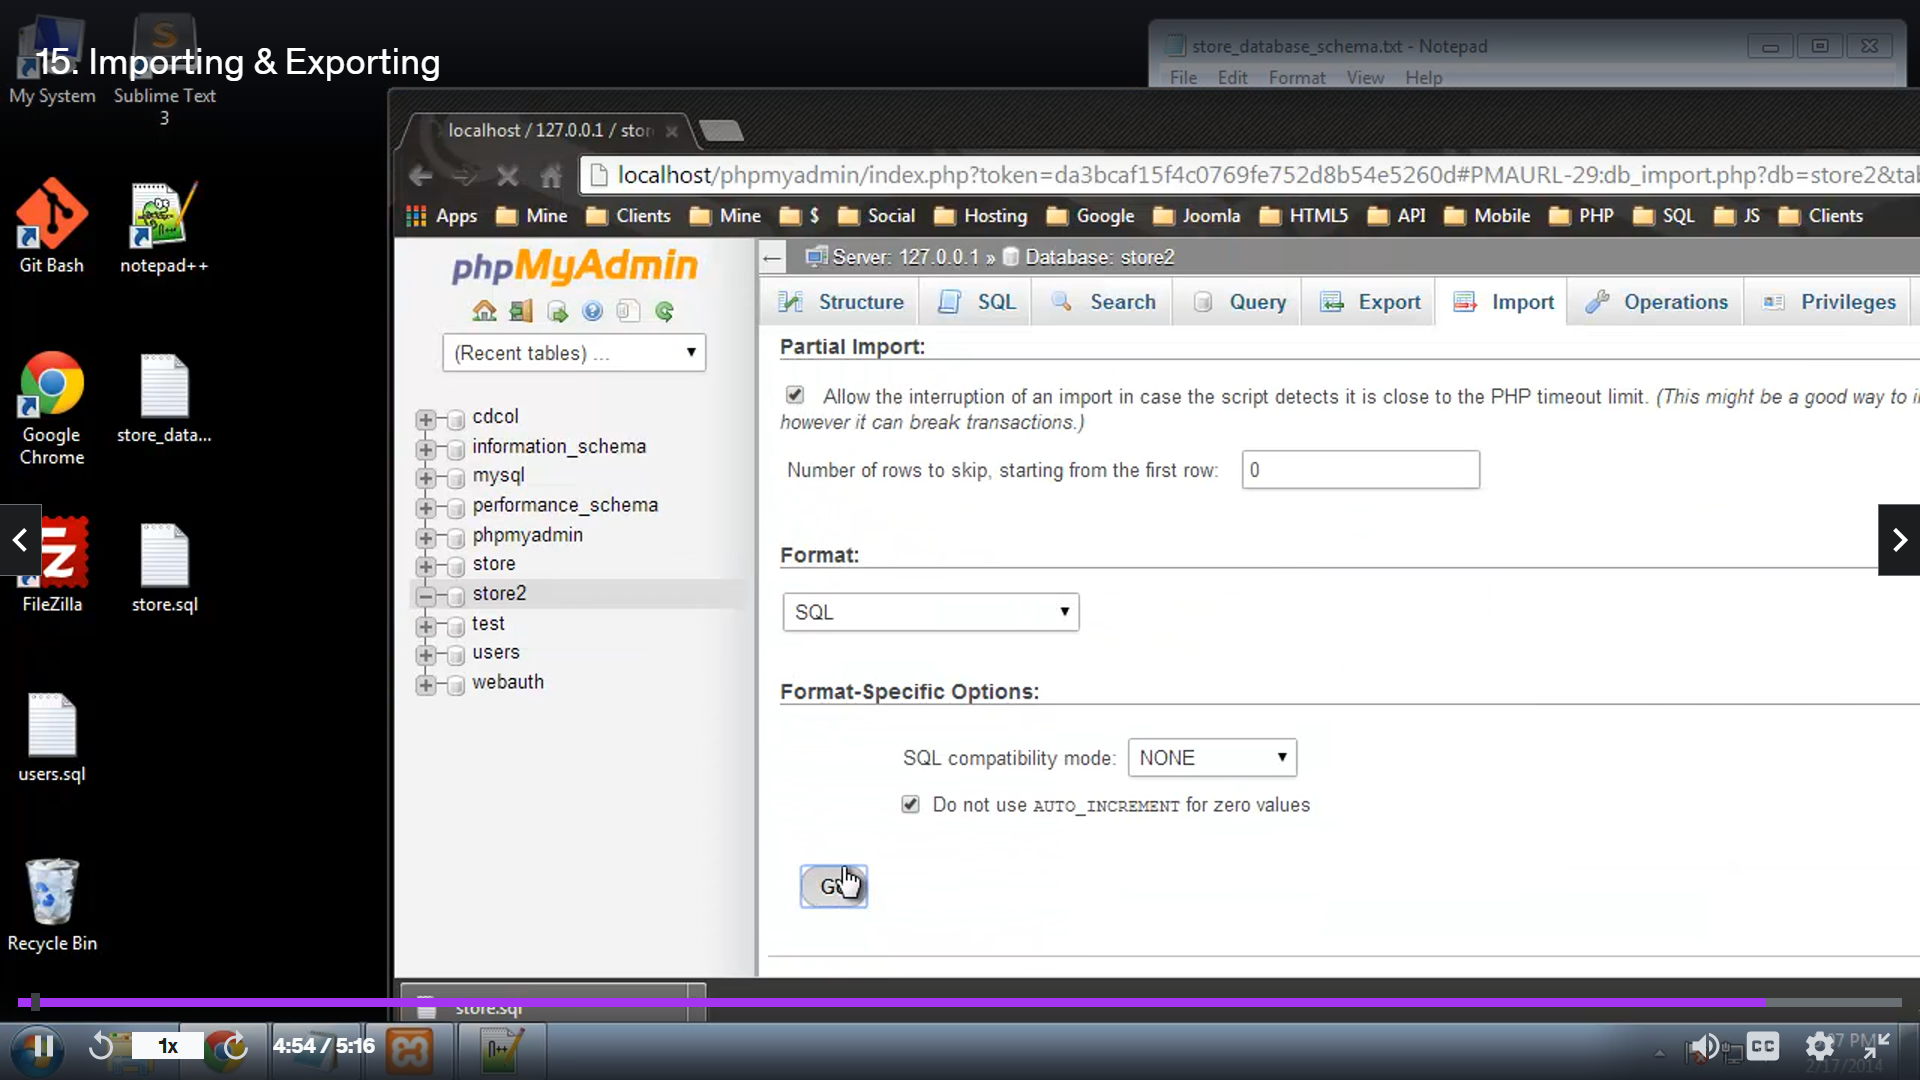 15. Importing & Exporting
My System
Sublime Text
3
Git Bash
notepad++
Google
Chrome
store_data...
FileZilla
store.sql
users.sql
Recycle Bin
store_database_schema.txt - Notepad
File Edit Format View Help
localhost / 127.0.0.1 / stor
localhost/phpmyadmin/index.php?token=da3bcaf15f4c0769fe752d8b54e5260d#PMAURL-29:db_import.php?db=store2&tab
Apps Mine Clients Mine $ Social Hosting Google Joomla HTML5 API Mobile PHP SQL JS Clients
phpMyAdmin
(Recent tables) ...
cdcol
information_schema
mysql
performance_schema
phpmyadmin
store
store2
test
users
webauth
Server: 127.0.0.1 » Database: store2
Structure SQL Search Query Export Import Operations Privileges
Partial Import:
Allow the interruption of an import in case the script detects it is close to the PHP timeout limit. (This might be a good way to i
however it can break transactions.)
Number of rows to skip, starting from the first row: 0
Format:
SQL
Format-Specific Options:
SQL compatibility mode: NONE
Do not use AUTO_INCREMENT for zero values
Go
store.sql
1x
4:54 / 5:16
CC
07 PM
2/17/2014